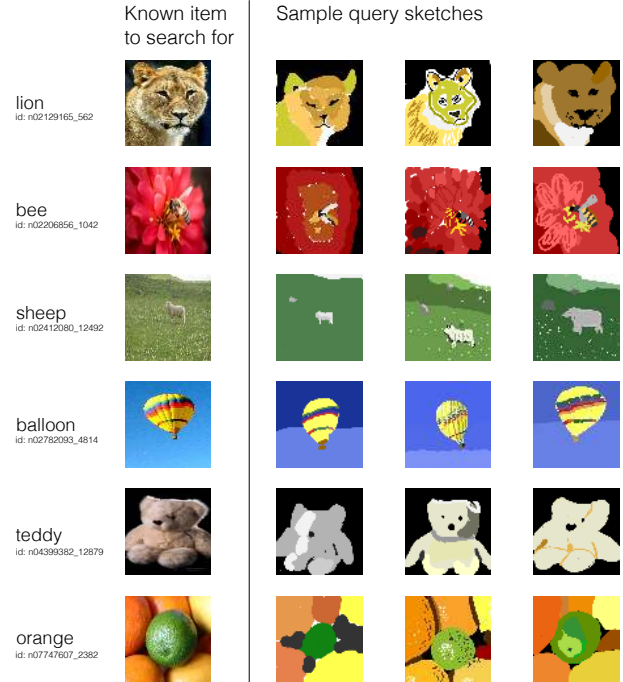 Known item
to search for
Sample query sketches
lion
id: n02129165_562
bee
id: n02206856_1042
sheep
id: n02412080_12492
balloon
id: n02782093_4814
teddy
id: n04399382_12879
orange
id: n07747607_2382